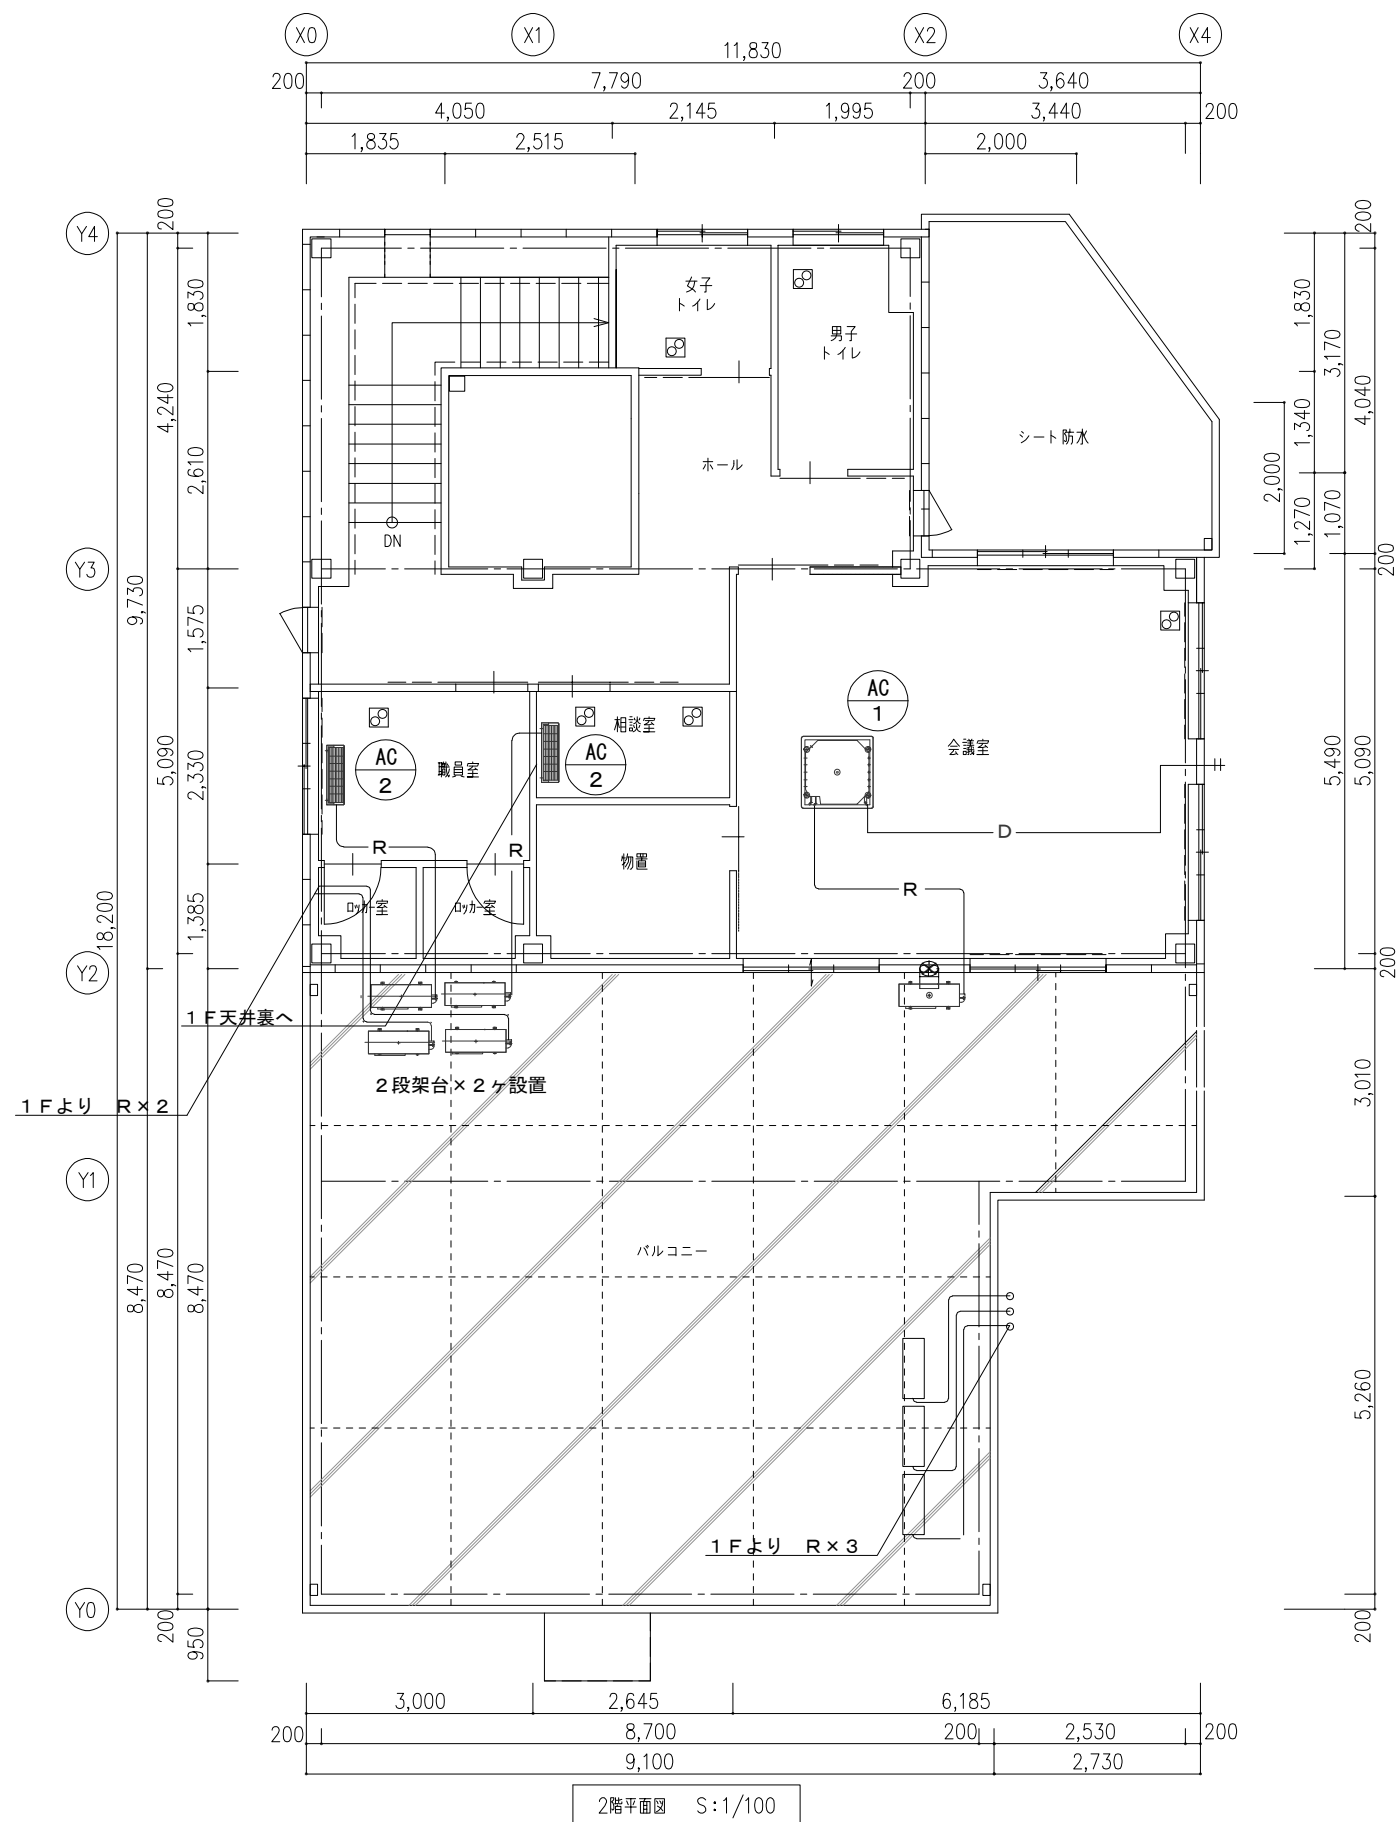 X0 X1 X2 X4
11,830
200 7,790 200 3,640
4,050 2,145 1,995 3,440 200
1,835 2,515 2,000
Y4
Y3
Y2
Y1
Y0
18,200
9,730
8,470
200
4,240
5,090
8,470
200
1,830
2,610
1,575
2,330
1,385
8,470
950
女子
トイレ
男子
トイレ
シート防水
ホール
DN
AC
1
会議室
相談室
AC
2
職員室
AC
2
物置
D
R
R
R
ロッカー室
ロッカー室
1F天井裏へ
1Fより R×2
2段架台×2ヶ設置
バルコニー
1Fより R×3
2,000
1,830
1,340
1,270
3,170
1,070
5,490
200
4,040
200
5,090
200
3,010
5,260
200
3,000 2,645 6,185
200 8,700 200 2,530 200
9,100 2,730
2階平面図 S:1/100